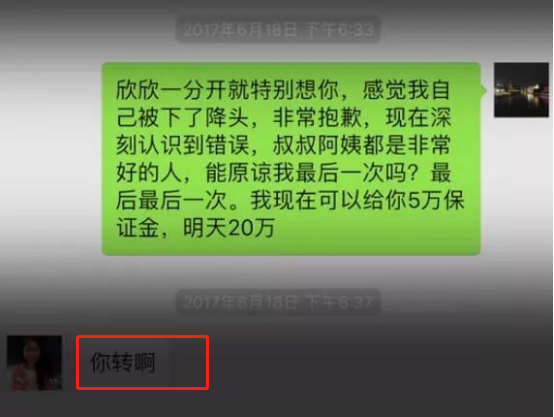 2017年6月18日 下午6:33
欣欣一分开就特别想你，感觉我自
己被下了降头，非常抱歉，现在深
刻认识到错误，叔叔阿姨都是非常
好的人，能原谅我最后一次吗？最
后最后一次。我现在可以给你5万保
证金，明天20万
2017年6月18日 下午6:37
你转啊